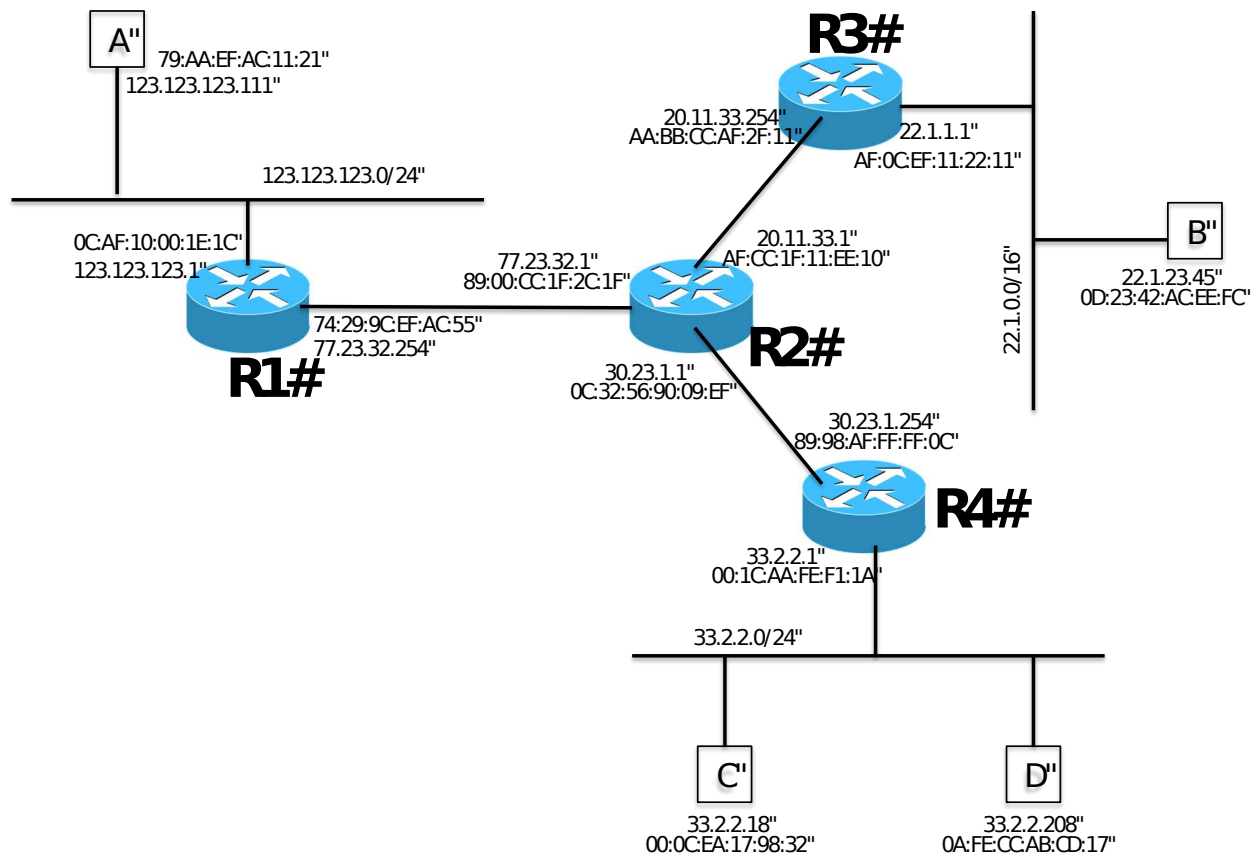 A"
79:AA:EF:AC:11:21"
123.123.123.111"
123.123.123.0/24"
0C:AF:10:00:1E:1C"
123.123.123.1"
R1#
74:29:9C:EF:AC:55"
77.23.32.254"
77.23.32.1"
89:00:CC:1F:2C:1F"
R2#
20.11.33.1"
AF:CC:1F:11:EE:10"
30.23.1.1"
0C:32:56:90:09:EF"
R3#
20.11.33.254"
AA:BB:CC:AF:2F:11"
22.1.1.1"
AF:0C:EF:11:22:11"
22.1.0.0/16"
B"
22.1.23.45"
0D:23:42:AC:EE:FC"
30.23.1.254"
89:98:AF:FF:FF:0C"
R4#
33.2.2.1"
00:1C:AA:FE:F1:1A"
33.2.2.0/24"
C"
33.2.2.18"
00:0C:EA:17:98:32"
D"
33.2.2.208"
0A:FE:CC:AB:CD:17"